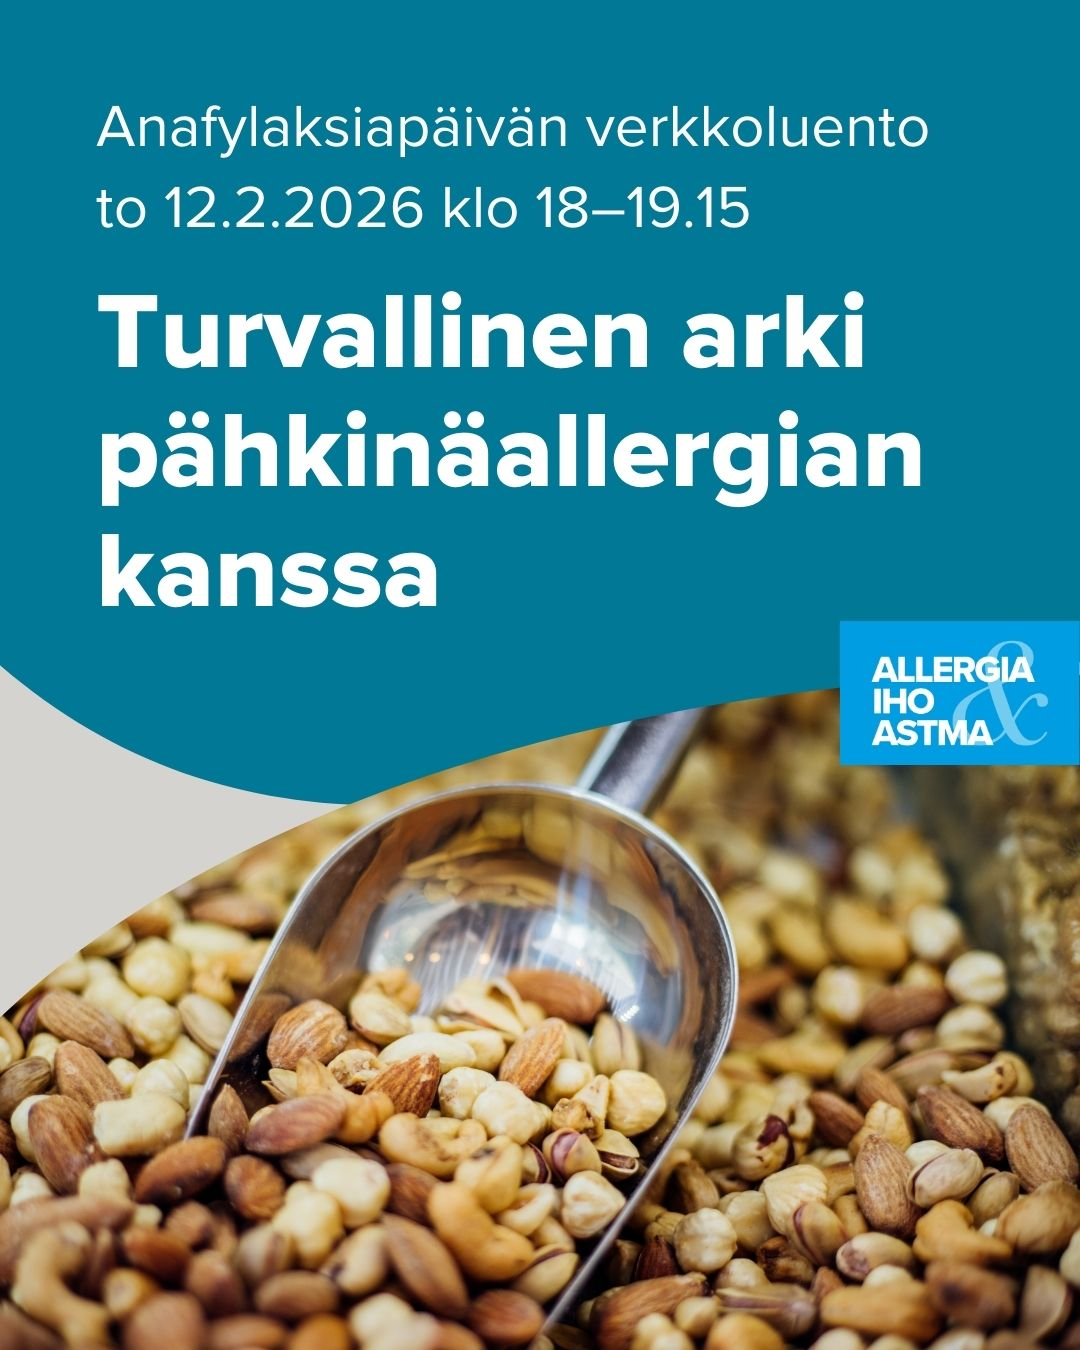 Anafylaksiapäivän verkkoluento
to 12.2.2026 klo 18–19.15
Turvallinen arki
pähkinäallergian
kanssa
ALLERGIA
IHO &
ASTMA